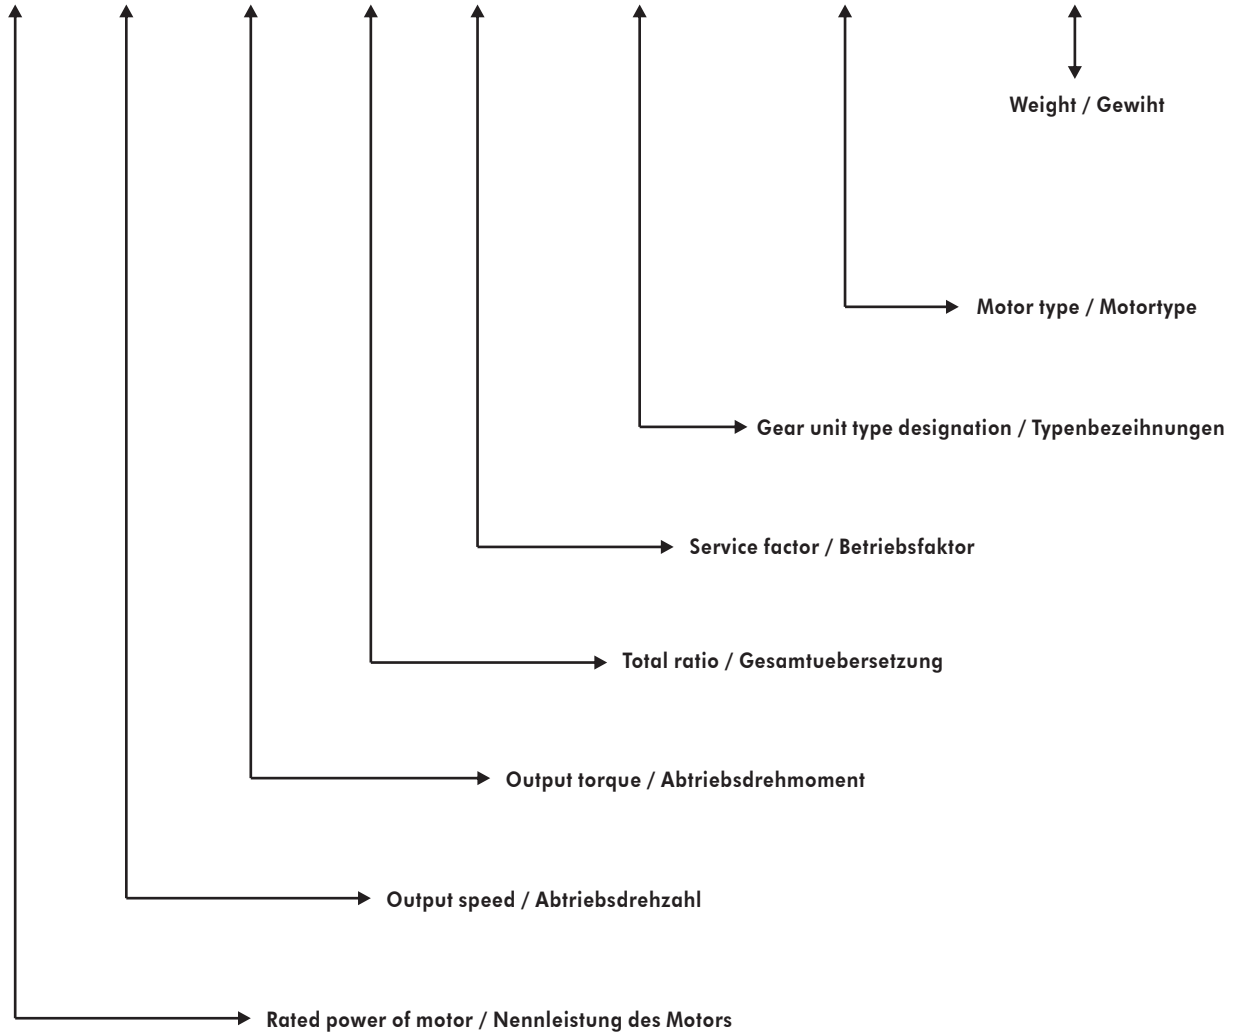 Weight / Gewiht
Motor type / Motortype
Gear unit type designation / Typenbezeihnungen
Service factor / Betriebsfaktor
Total ratio / Gesamtuebersetzung
Output torque / Abtriebsdrehmoment
Output speed / Abtriebsdrehzahl
Rated power of motor / Nennleistung des Motors